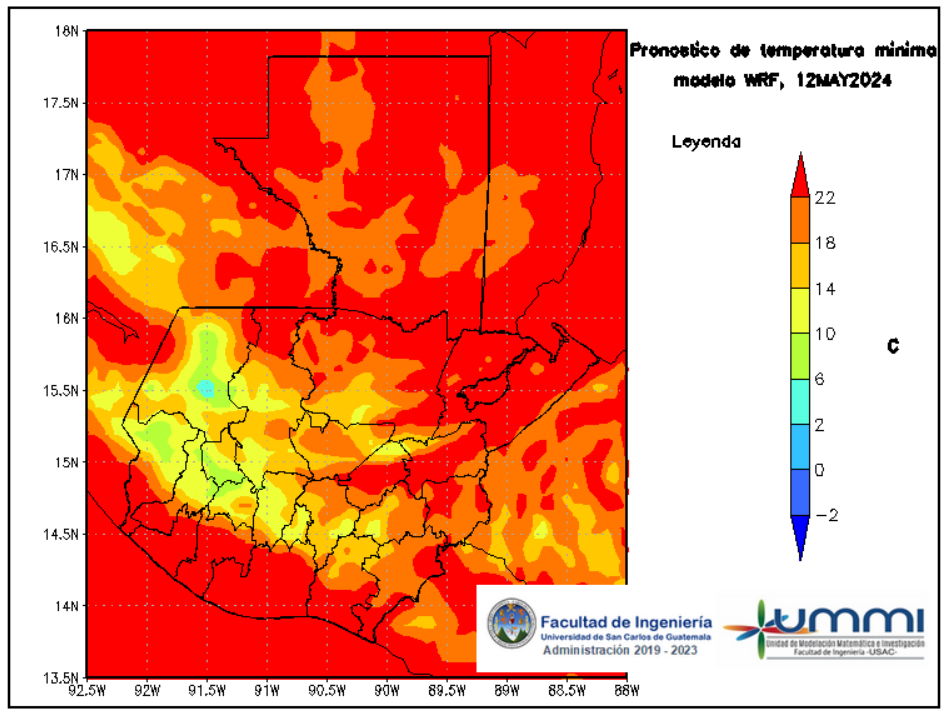 Pronostico de temperatura minima
modelo WRF, 12MAY2024
Leyenda
22
18
14
10
6
2
0
−2
C
18N
17.5N
17N
16.5N
16N
15.5N
15N
14.5N
14N
13.5N
92.5W 92W 91.5W 91W 90.5W 90W 89.5W 89W 88.5W 88W
Facultad de Ingeniería
Universidad de San Carlos de Guatemala
Administración 2019 - 2023
UMMI
Unidad de Modelación Matemática e Investigación
Facultad de Ingeniería -USAC-